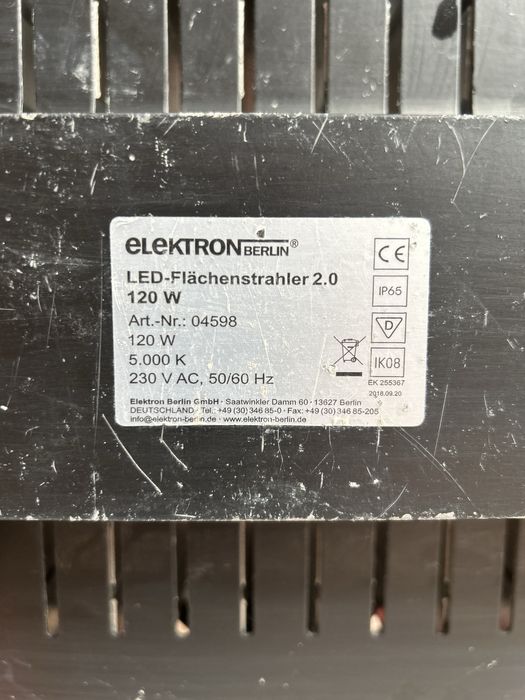 ELEKTRON BERLIN®
LED-Flächenstrahler 2.0
120 W
Art.-Nr.: 04598
120 W
5.000 K
230 V AC, 50/60 Hz
Elektron Berlin GmbH · Saatwinkler Damm 60 · 13627 Berlin
DEUTSCHLAND · Tel.: +49 (30) 346 85-0 · Fax: +49 (30) 346 85-205
info@elektron-berlin.de · www.elektron-berlin.de
CE
IP65
D
IK08
EK 255367
2018.09.20